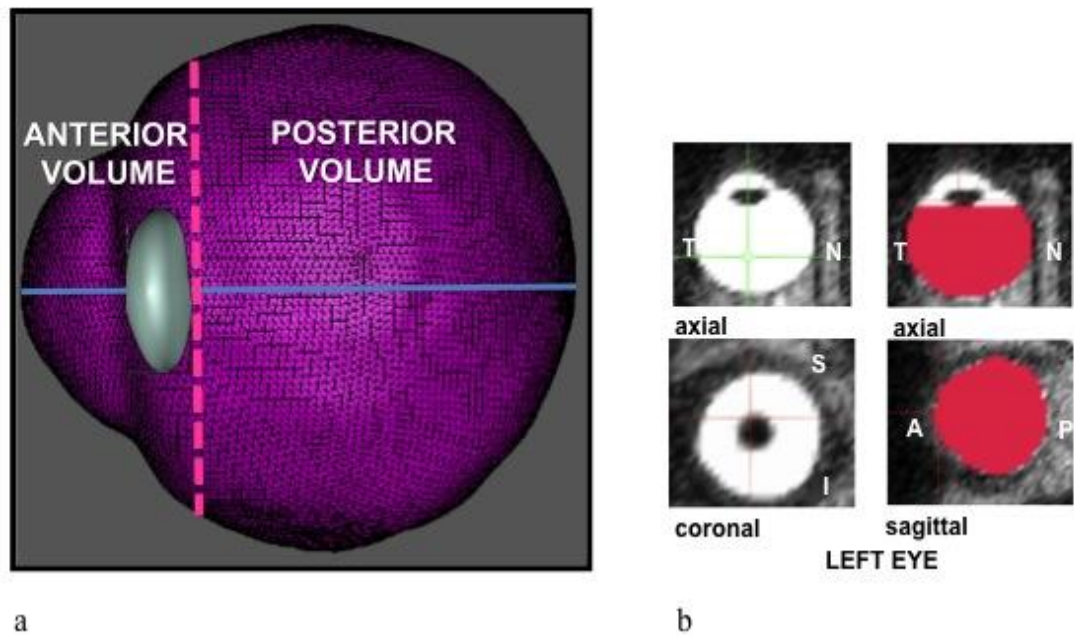 ANTERIOR
VOLUME
POSTERIOR
VOLUME
T
N
T
N
axial
axial
S
I
A
P
coronal
sagittal
LEFT EYE
a
b